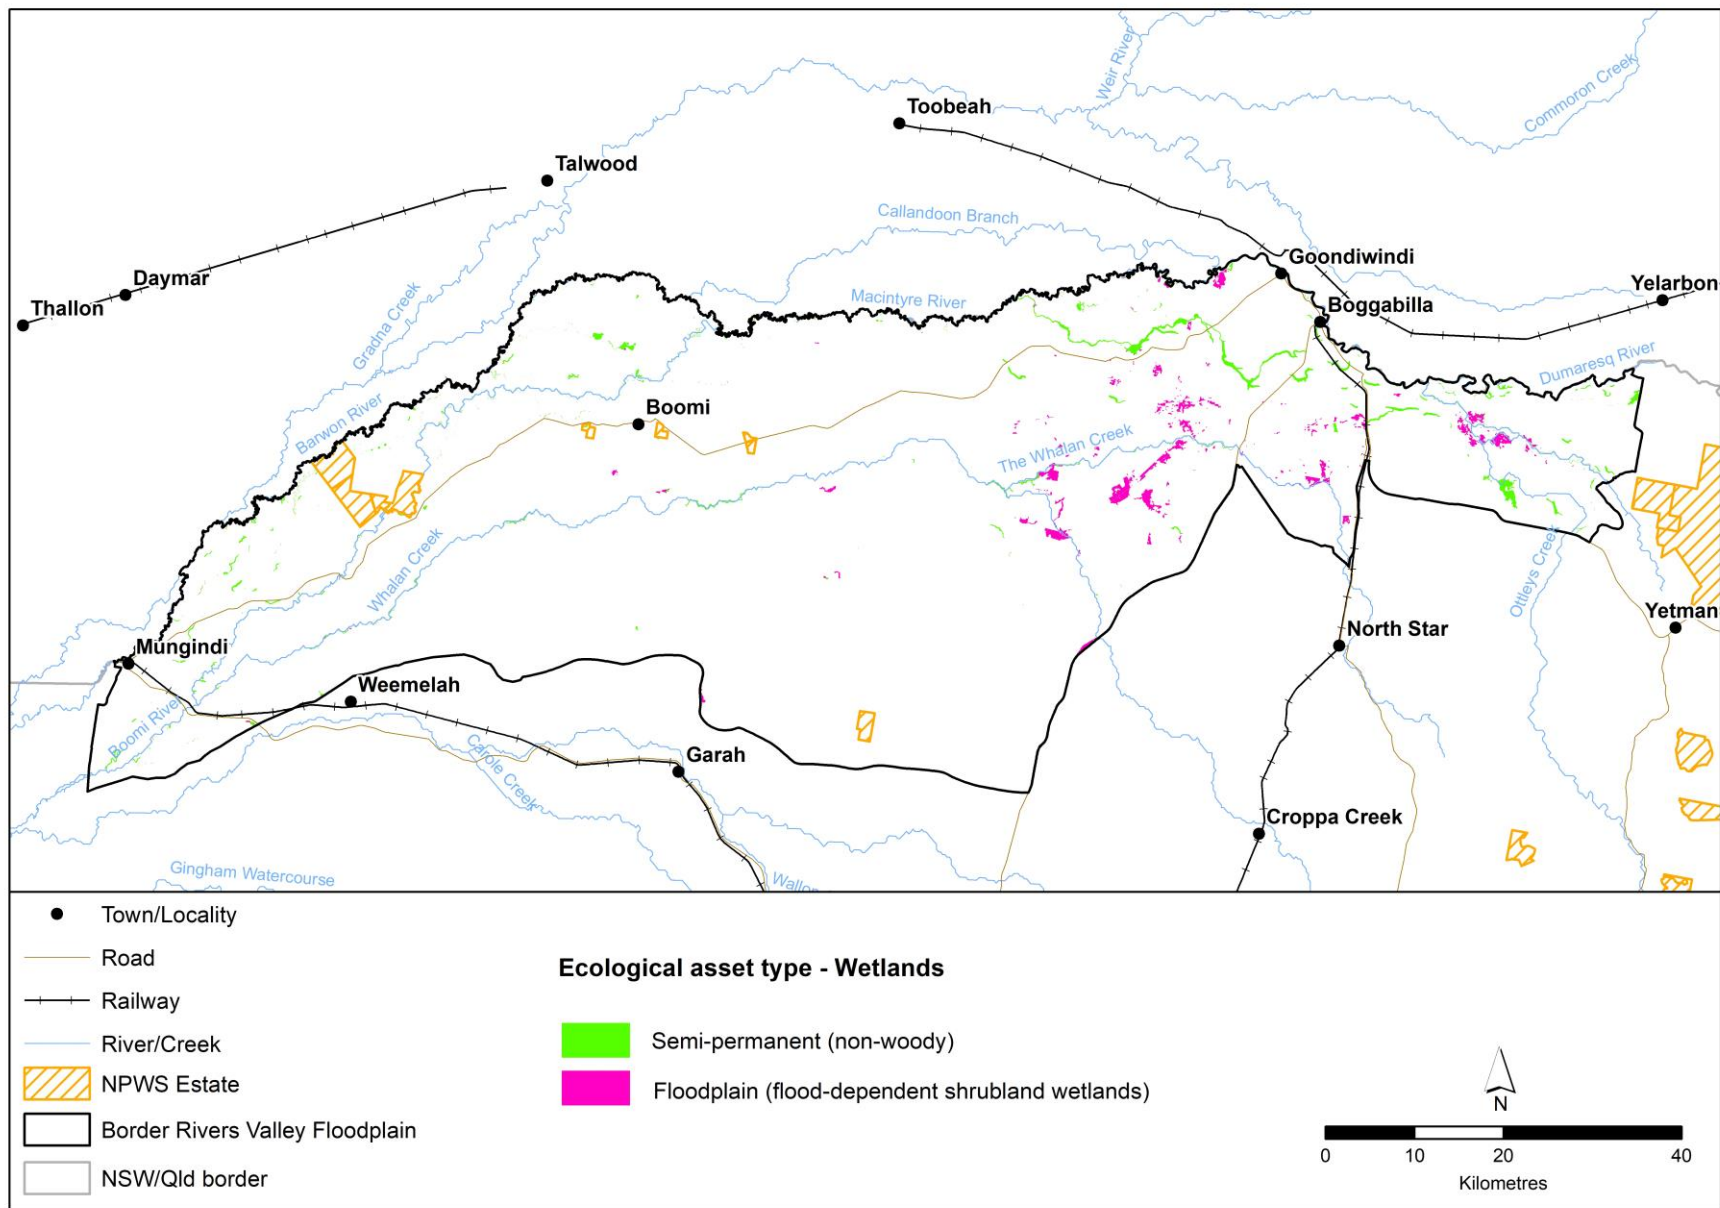 Weir River
Commoron Creek
Toobeah
Talwood
Callandoon Branch
Goondiwindi
Daymar
Yelarbon
Thallon
Macintyre River
Boggabilla
Gradna Creek
Dumaresq River
Barwon River
Boomi
The Whalan Creek
Whalan Creek
Ottleys Creek
Yetman
North Star
Mungindi
Weemelah
Boomi River
Carole Creek
Garah
Croppa Creek
Gingham Watercourse
Wallon
Town/Locality
Road
Railway
River/Creek
NPWS Estate
Border Rivers Valley Floodplain
NSW/Qld border
Ecological asset type - Wetlands
Semi-permanent (non-woody)
Floodplain (flood-dependent shrubland wetlands)
N
0 10 20 40
Kilometres